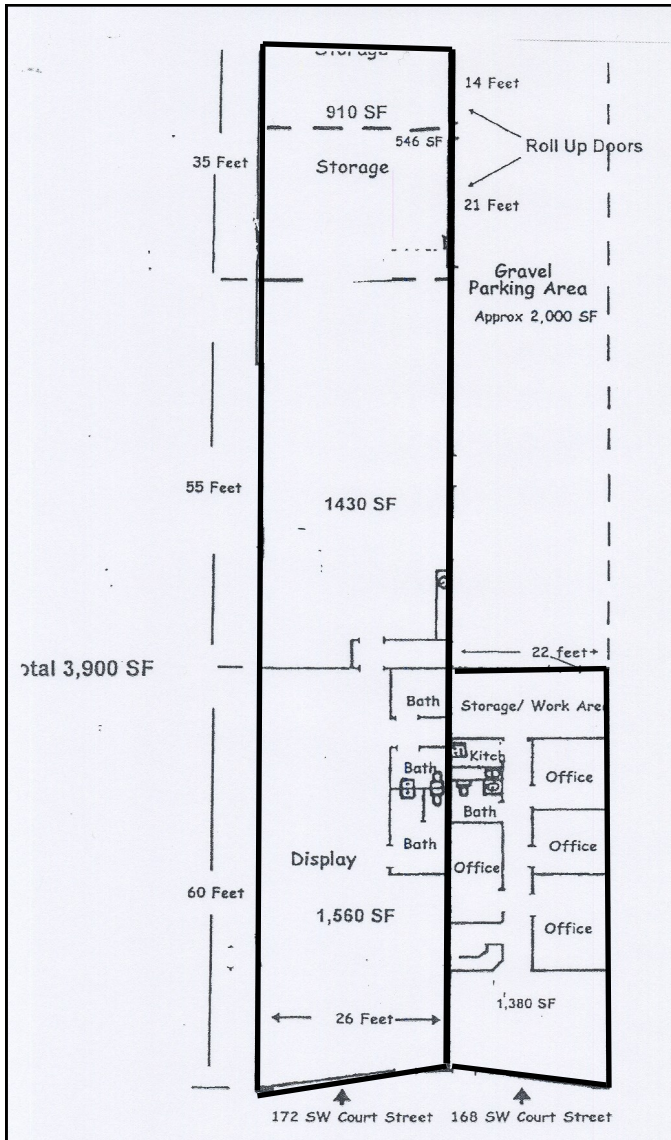 Storage
14 Feet
910 SF
546 SF
Roll Up Doors
35 Feet
Storage
21 Feet
Gravel
Parking Area
Approx 2,000 SF
55 Feet
1430 SF
22 feet
otal 3,900 SF
Bath
Storage/ Work Area
Bath
Kitch
Office
Bath
Bath
Office
Display
Office
60 Feet
1,560 SF
Office
1,380 SF
26 Feet
172 SW Court Street
168 SW Court Street